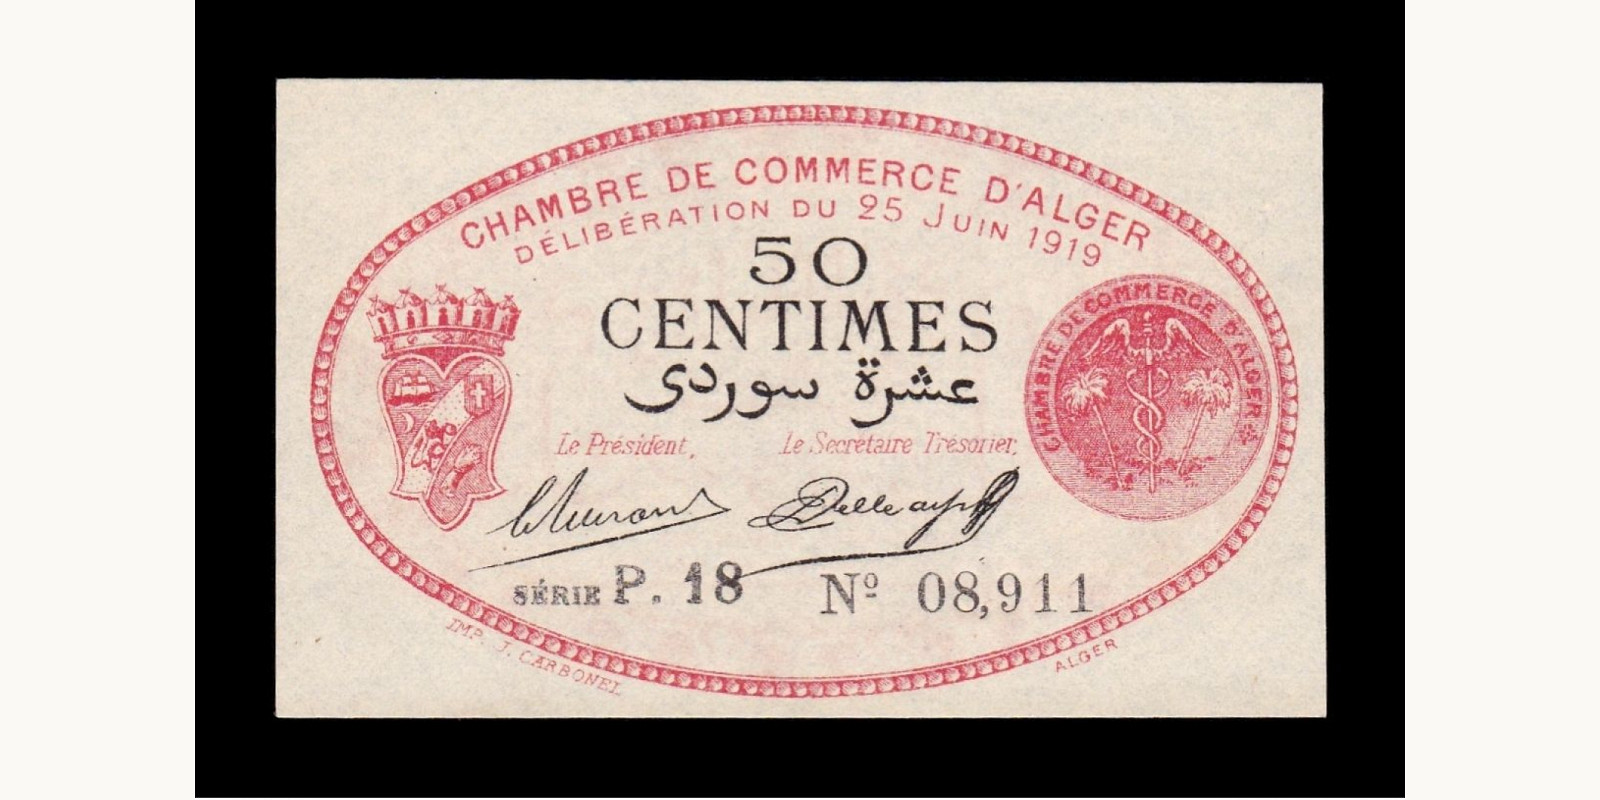 CHAMBRE DE COMMERCE D'ALGER
DÉLIBÉRATION DU 25 JUIN 1919
50
CENTIMES
عشرة سوردى
CHAMBRE DE COMMERCE D'ALGER
Le Président, Le Secrétaire Trésorier,
SÉRIE P. 18 Nº 08,911
IMP. J. CARBONEL ALGER